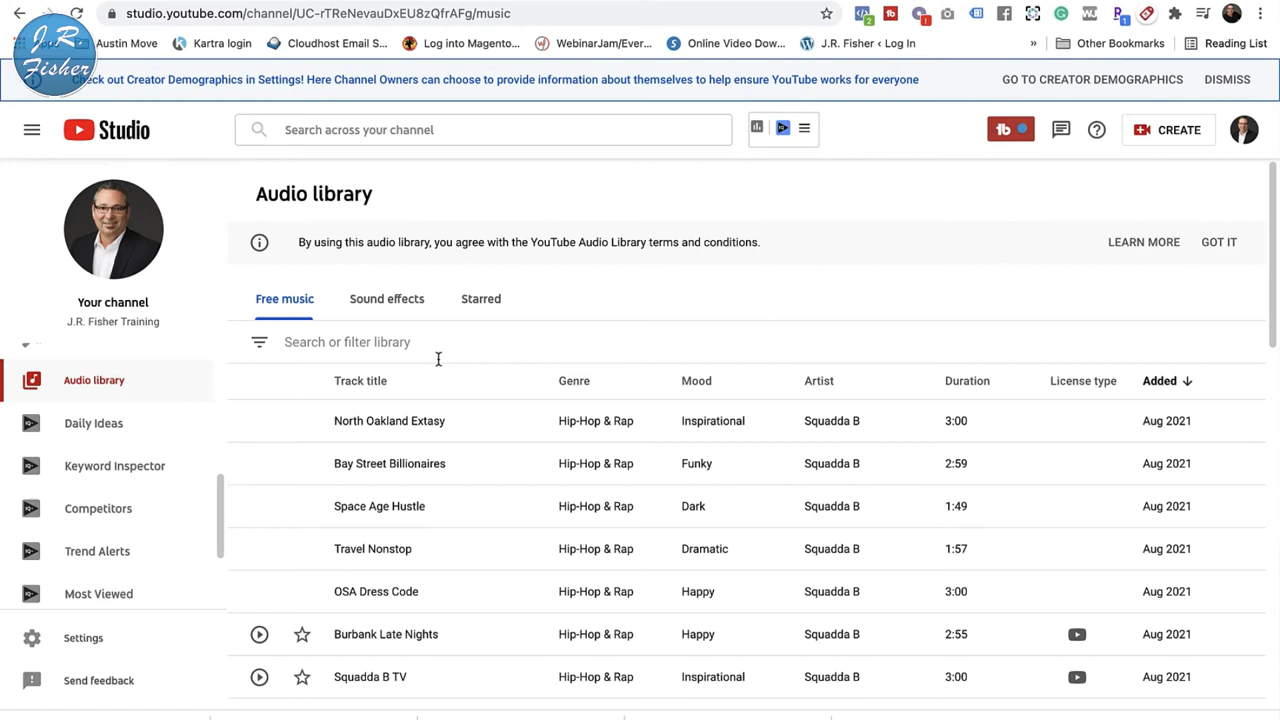 studio.youtube.com/channel/UC-rTReNevauDxEU8zQfrAFg/music
J.R.
Fisher
Austin Move Kartra login Cloudhost Email S... Log into Magento... WebinarJam/Ever... Online Video Dow... J.R. Fisher ‹ Log In » Other Bookmarks Reading List
Check out Creator Demographics in Settings! Here Channel Owners can choose to provide information about themselves to help ensure YouTube works for everyone GO TO CREATOR DEMOGRAPHICS DISMISS
Studio Search across your channel tb CREATE
Audio library
By using this audio library, you agree with the YouTube Audio Library terms and conditions. LEARN MORE GOT IT
Your channel
J.R. Fisher Training
Audio library
Daily Ideas
Keyword Inspector
Competitors
Trend Alerts
Most Viewed
Settings
Send feedback
Free music Sound effects Starred
Search or filter library
Track title Genre Mood Artist Duration License type Added
North Oakland Extasy Hip-Hop & Rap Inspirational Squadda B 3:00 Aug 2021
Bay Street Billionaires Hip-Hop & Rap Funky Squadda B 2:59 Aug 2021
Space Age Hustle Hip-Hop & Rap Dark Squadda B 1:49 Aug 2021
Travel Nonstop Hip-Hop & Rap Dramatic Squadda B 1:57 Aug 2021
OSA Dress Code Hip-Hop & Rap Happy Squadda B 3:00 Aug 2021
Burbank Late Nights Hip-Hop & Rap Happy Squadda B 2:55 Aug 2021
Squadda B TV Hip-Hop & Rap Inspirational Squadda B 3:00 Aug 2021